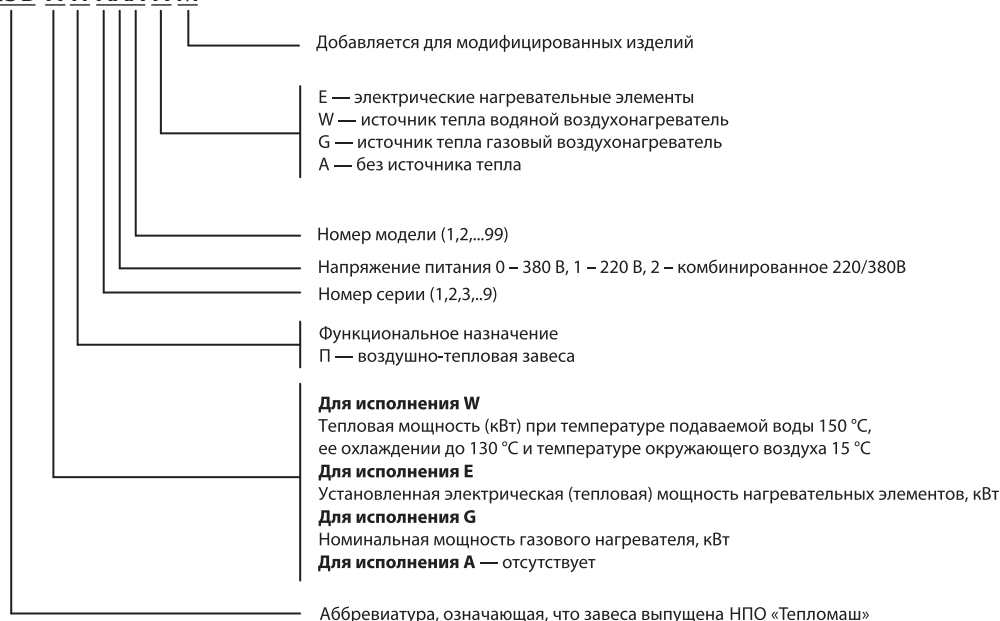 Добавляется для модифицированных изделий
E — электрические нагревательные элементы
W — источник тепла водяной воздухонагреватель
G — источник тепла газовый воздухонагреватель
A — без источника тепла
Номер модели (1,2,...99)
Напряжение питания 0 – 380 В, 1 – 220 В, 2 – комбинированное 220/380В
Номер серии (1,2,3,..9)
Функциональное назначение
П — воздушно-тепловая завеса
Для исполнения W
Тепловая мощность (кВт) при температуре подаваемой воды 150 °С,
ее охлаждении до 130 °С и температуре окружающего воздуха 15 °С
Для исполнения E
Установленная электрическая (тепловая) мощность нагревательных элементов, кВт
Для исполнения G
Номинальная мощность газового нагревателя, кВт
Для исполнения A — отсутствует
Аббревиатура, означающая, что завеса выпущена НПО «Тепломаш»